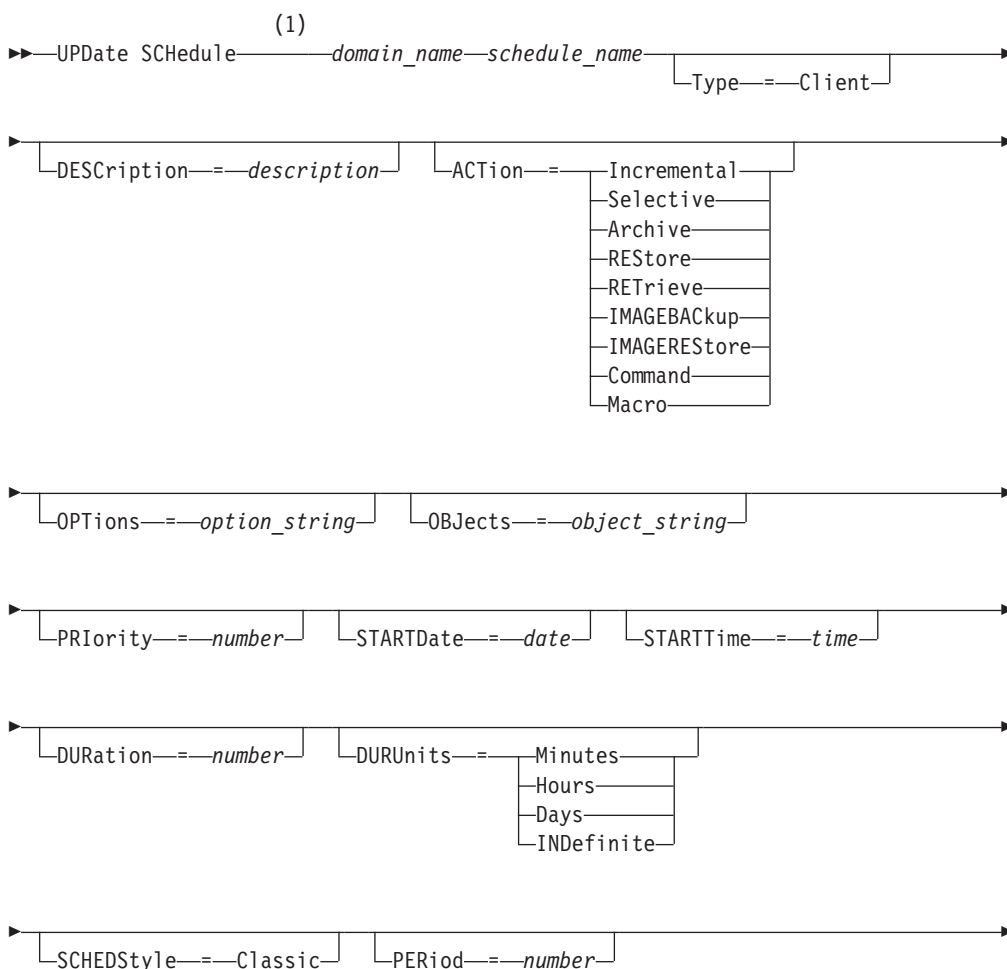 (1)
UPDate SCHedule domain_name schedule_name
Type = Client
DESCription = description ACTion = Incremental
Selective
Archive
REStore
RETrieve
IMAGEBACkup
IMAGEREStore
Command
Macro
OPTions = option_string OBJects = object_string
PRIority = number STARTDate = date STARTTime = time
DURation = number DURUnits = Minutes
Hours
Days
INDefinite
SCHEDStyle = Classic PERiod = number